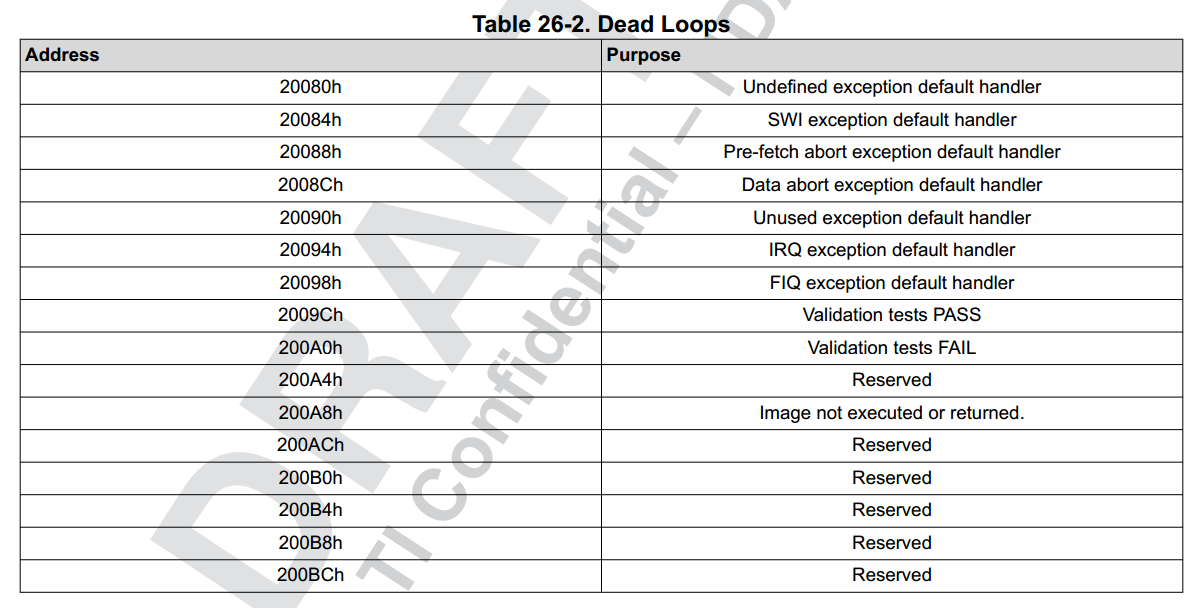 Table 26-2. Dead Loops
Address Purpose
20080h Undefined exception default handler
20084h SWI exception default handler
20088h Pre-fetch abort exception default handler
2008Ch Data abort exception default handler
20090h Unused exception default handler
20094h IRQ exception default handler
20098h FIQ exception default handler
2009Ch Validation tests PASS
200A0h Validation tests FAIL
200A4h Reserved
200A8h Image not executed or returned.
200ACh Reserved
200B0h Reserved
200B4h Reserved
200B8h Reserved
200BCh Reserved
DRAFT
TI Confidential —